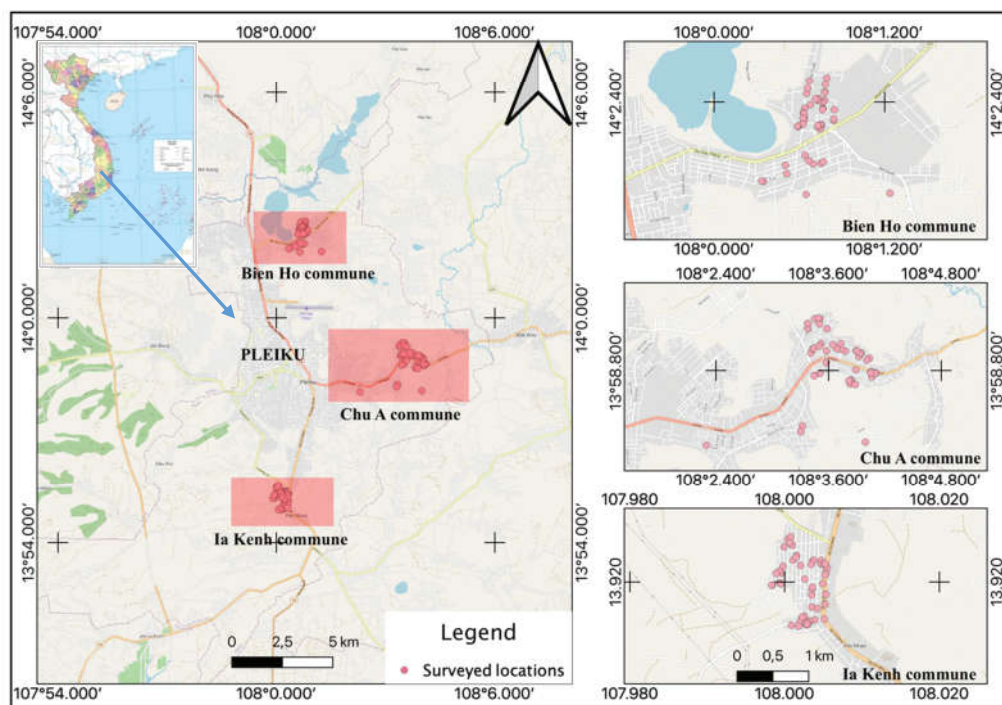 107°54.000' 108°0.000' 108°6.000'
14°6.000' 14°6.000'
Bien Ho commune
14°0.000' 14°0.000'
PLEIKU
Chu A commune
Ia Kenh commune
13°54.000' 13°54.000'
0 2,5 5 km
Legend
Surveyed locations
107°54.000' 108°0.000' 108°6.000'
108°0.000' 108°1.200'
14°2.400' 14°2.400'
Bien Ho commune
108°0.000' 108°1.200'
108°2.400' 108°3.600' 108°4.800'
13°58.800' 13°58.800'
Chu A commune
108°2.400' 108°3.600' 108°4.800'
107.980 108.000 108.020
13.920 13.920
0 0,5 1 km
Ia Kenh commune
107.980 108.000 108.020